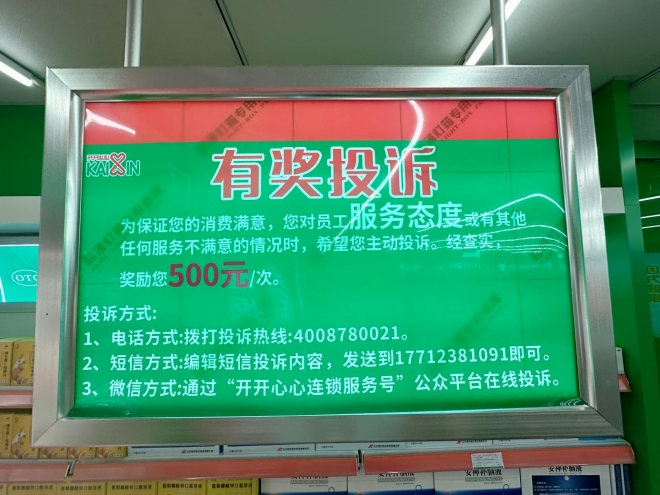 有奖投诉
KAIXIN
为保证您的消费满意，您对员工服务态度或有其他
任何服务不满意的情况时，希望您主动投诉。经查实，
奖励您500元/次。
投诉方式：
1、电话方式:拨打投诉热线:4008780021。
2、短信方式:编辑短信投诉内容，发送到17712381091即可。
3、微信方式:通过“开开心心连锁服务号”公众平台在线投诉。
OTC